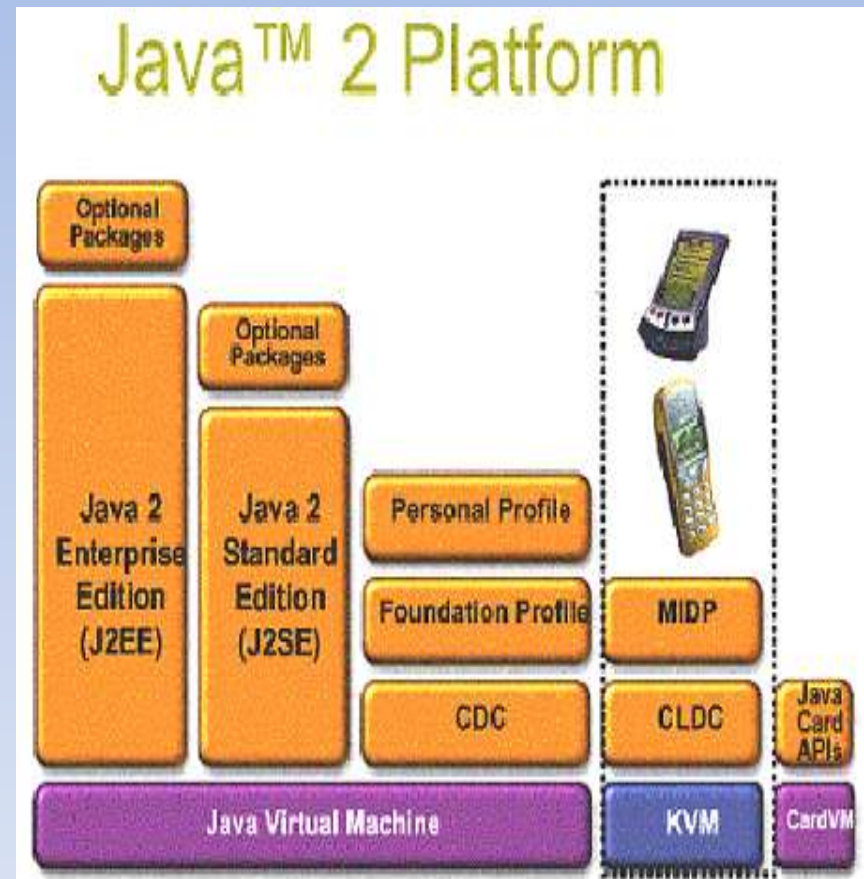 Java™ 2 Platform
Optional
Packages
Java 2
Enterprise
Edition
(J2EE)
Optional
Packages
Java 2
Standard
Edition
(J2SE)
Personal Profile
Foundation Profile
CDC
MIDP
CLDC
Java
Card
APIs
Java Virtual Machine
KVM
CardVM